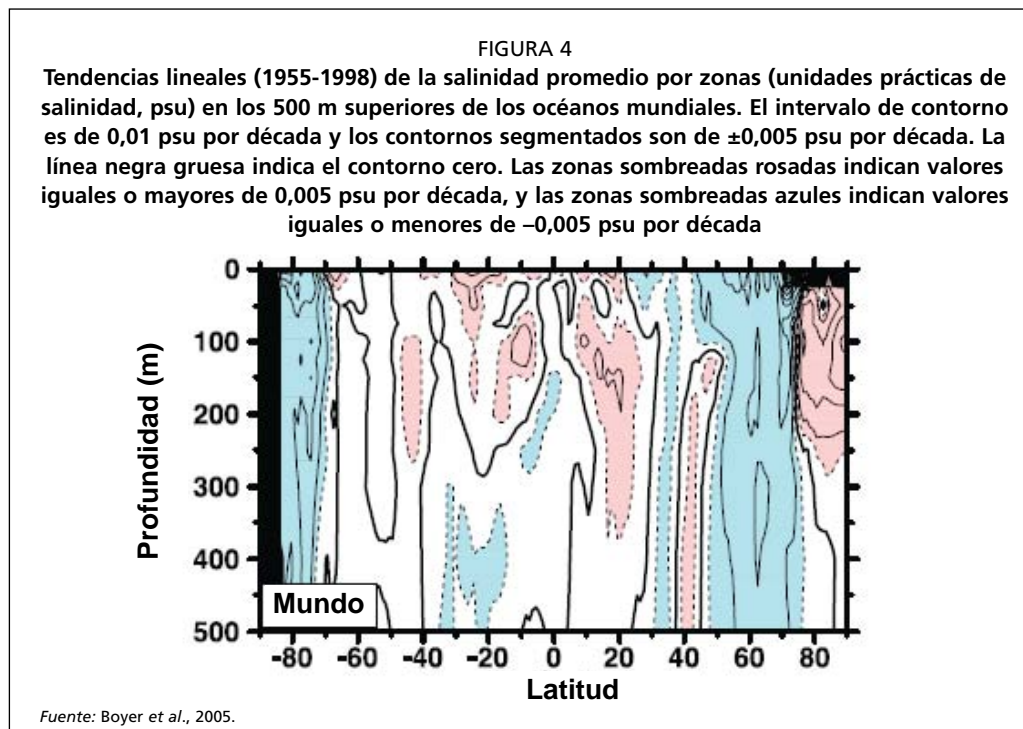 FIGURA 4
Tendencias lineales (1955-1998) de la salinidad promedio por zonas (unidades prácticas de
salinidad, psu) en los 500 m superiores de los océanos mundiales. El intervalo de contorno
es de 0,01 psu por década y los contornos segmentados son de ±0,005 psu por década. La
línea negra gruesa indica el contorno cero. Las zonas sombreadas rosadas indican valores
iguales o mayores de 0,005 psu por década, y las zonas sombreadas azules indican valores
iguales o menores de –0,005 psu por década
0
100
200
300
400
500
Profundidad (m)
Mundo
-80 -60 -40 -20 0 20 40 60 80
Latitud
Fuente: Boyer et al., 2005.